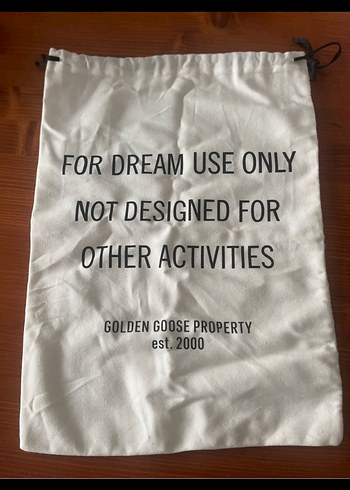 FOR DREAM USE ONLY
NOT DESIGNED FOR
OTHER ACTIVITIES
GOLDEN GOOSE PROPERTY
est. 2000